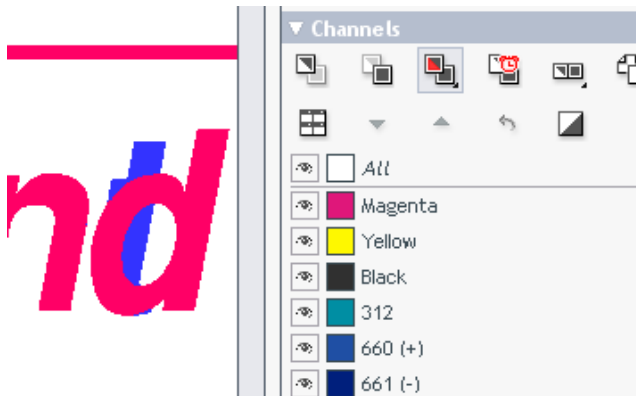 Channels
nd
t
All
Magenta
Yellow
Black
312
660 (+)
661 (-)